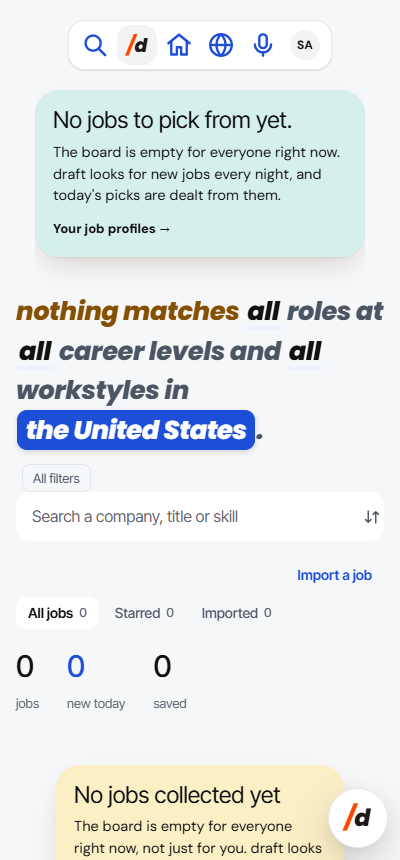 /d
SA
No jobs to pick from yet.
The board is empty for everyone right now.
draft looks for new jobs every night, and
today's picks are dealt from them.
Your job profiles →
nothing matches all roles at
all career levels and all
workstyles in
the United States.
All filters
Search a company, title or skill
Import a job
All jobs 0 Starred 0 Imported 0
0 0 0
jobs new today saved
No jobs collected yet
The board is empty for everyone
right now, not just for you. draft looks
/d